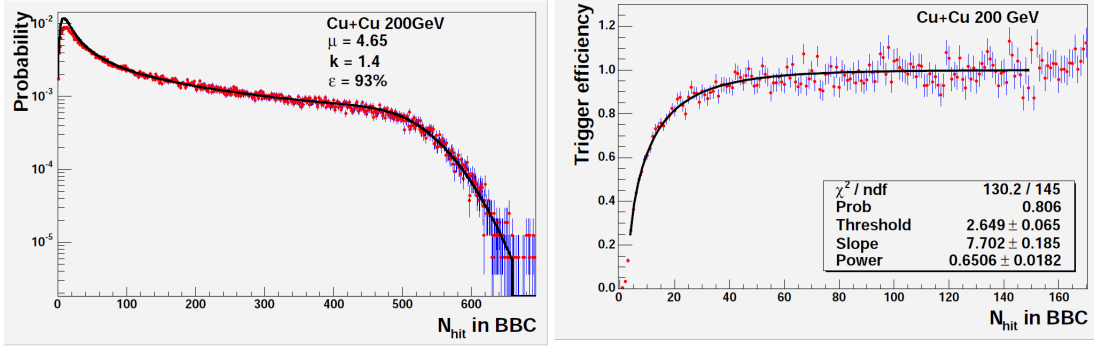 Probability
10^-2
10^-3
10^-4
10^-5
Cu+Cu 200GeV
μ = 4.65
k = 1.4
ε = 93%
0 100 200 300 400 500 600
N_hit in BBC
Trigger efficiency
1.2
1.0
0.8
0.6
0.4
0.2
0.0
Cu+Cu 200 GeV
χ² / ndf 130.2 / 145
Prob 0.806
Threshold 2.649 ± 0.065
Slope 7.702 ± 0.185
Power 0.6506 ± 0.0182
0 20 40 60 80 100 120 140 160
N_hit in BBC